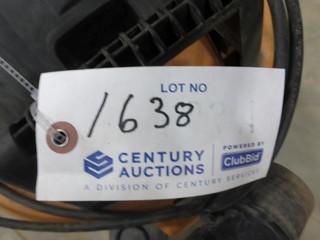 LOT NO
1638
CENTURY AUCTIONS
POWERED BY
ClubBid
A DIVISION OF CENTURY SERVICES